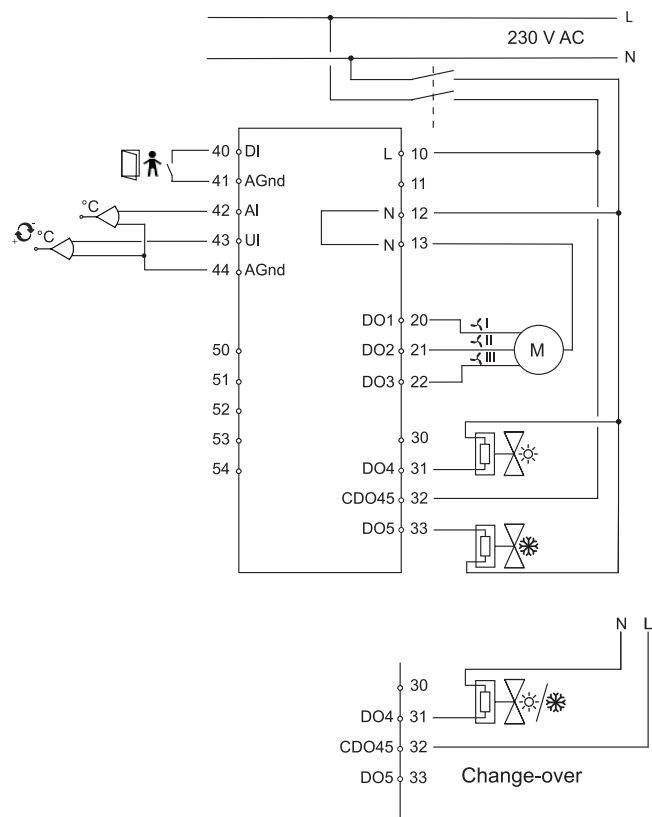 L
230 V AC
N
40 DI
L 10
41 AGnd
11
°C
42 AI
N 12
°C
43 UI
N 13
+ -
44 AGnd
DO1 20
I
II
50
DO2 21
M
III
51
DO3 22
52
53
30
54
DO4 31
CDO45 32
DO5 33
N L
30
DO4 31
CDO45 32
DO5 33
Change-over